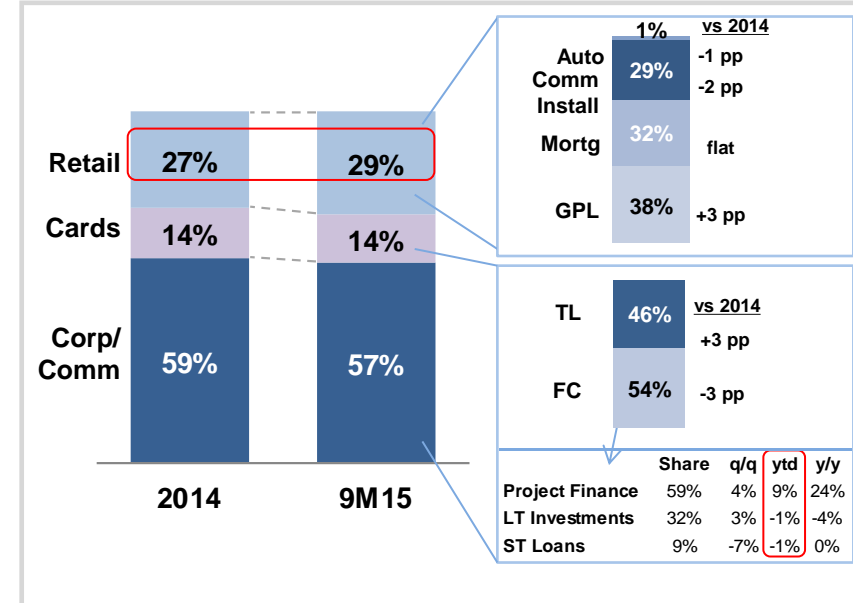 Retail 27% 29%
Cards 14% 14%
Corp/
Comm 59% 57%
2014 9M15
1% vs 2014
Auto -1 pp
Comm 29% -2 pp
Install
Mortg 32% flat
GPL 38% +3 pp
TL 46% vs 2014
+3 pp
FC 54% -3 pp
Share q/q ytd y/y
Project Finance 59% 4% 9% 24%
LT Investments 32% 3% -1% -4%
ST Loans 9% -7% -1% 0%